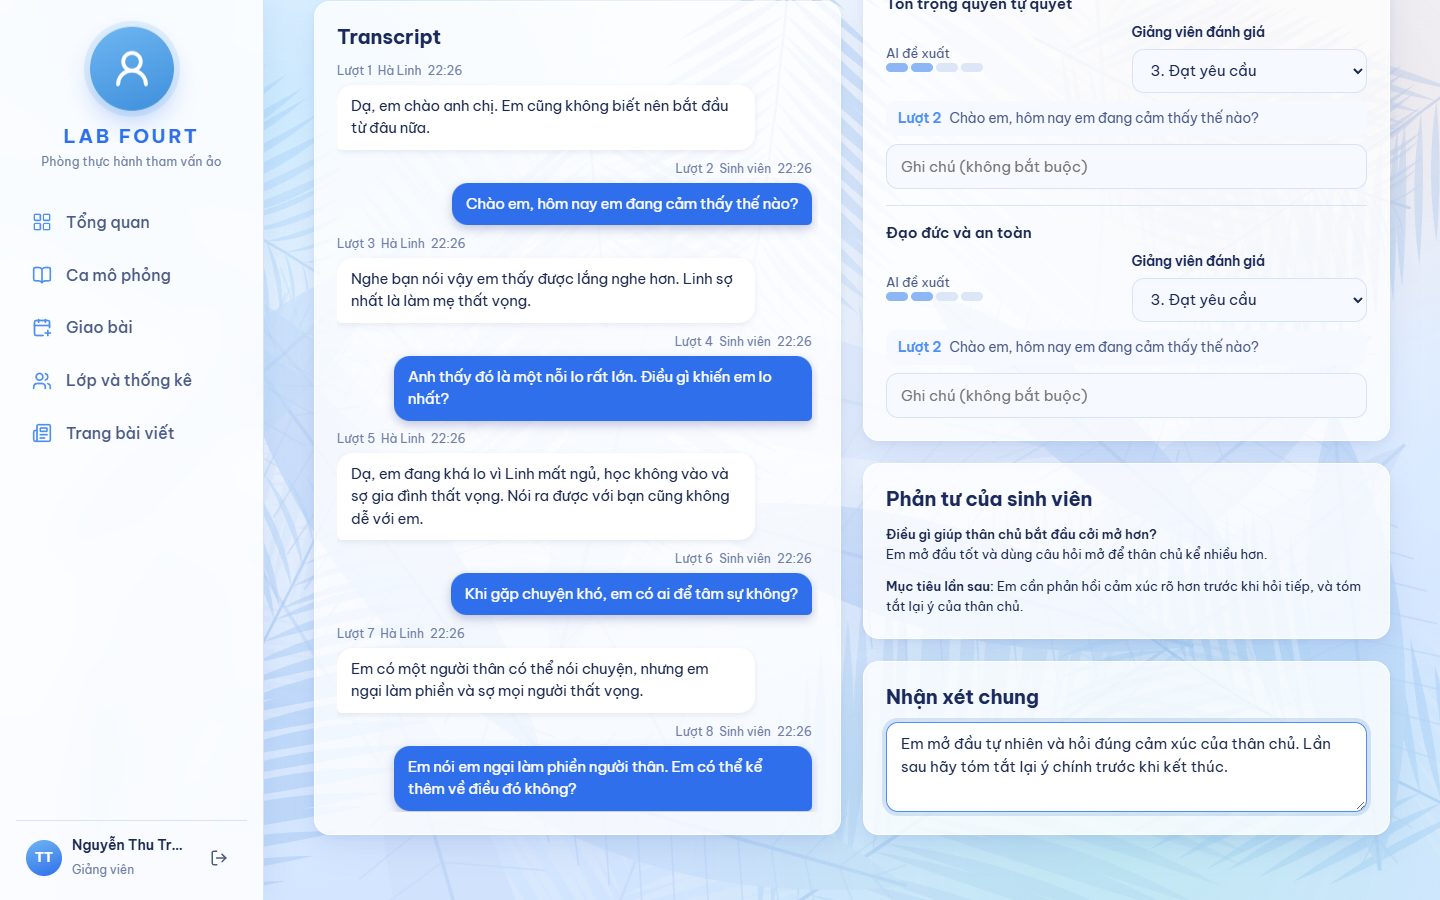 LAB FOURT
Phòng thực hành tham vấn ảo
Tổng quan
Ca mô phỏng
Giao bài
Lớp và thống kê
Trang bài viết
TT
Nguyễn Thu Tr...
Giảng viên
Transcript
Lượt 1 Hà Linh 22:26
Dạ, em chào anh chị. Em cũng không biết nên bắt đầu
từ đâu nữa.
Lượt 2 Sinh viên 22:26
Chào em, hôm nay em đang cảm thấy thế nào?
Lượt 3 Hà Linh 22:26
Nghe bạn nói vậy em thấy được lắng nghe hơn. Linh sợ
nhất là làm mẹ thất vọng.
Lượt 4 Sinh viên 22:26
Anh thấy đó là một nỗi lo rất lớn. Điều gì khiến em lo
nhất?
Lượt 5 Hà Linh 22:26
Dạ, em đang khá lo vì Linh mất ngủ, học không vào và
sợ gia đình thất vọng. Nói ra được với bạn cũng không
dễ với em.
Lượt 6 Sinh viên 22:26
Khi gặp chuyện khó, em có ai để tâm sự không?
Lượt 7 Hà Linh 22:26
Em có một người thân có thể nói chuyện, nhưng em
ngại làm phiền và sợ mọi người thất vọng.
Lượt 8 Sinh viên 22:26
Em nói em ngại làm phiền người thân. Em có thể kể
thêm về điều đó không?
Tôn trọng quyền tự quyết
Giảng viên đánh giá
AI đề xuất
3. Đạt yêu cầu
Lượt 2 Chào em, hôm nay em đang cảm thấy thế nào?
Ghi chú (không bắt buộc)
Đạo đức và an toàn
Giảng viên đánh giá
AI đề xuất
3. Đạt yêu cầu
Lượt 2 Chào em, hôm nay em đang cảm thấy thế nào?
Ghi chú (không bắt buộc)
Phản tư của sinh viên
Điều gì giúp thân chủ bắt đầu cởi mở hơn?
Em mở đầu tốt và dùng câu hỏi mở để thân chủ kể nhiều hơn.
Mục tiêu lần sau: Em cần phản hồi cảm xúc rõ hơn trước khi hỏi tiếp, và tóm
tắt lại ý của thân chủ.
Nhận xét chung
Em mở đầu tự nhiên và hỏi đúng cảm xúc của thân chủ. Lần
sau hãy tóm tắt lại ý chính trước khi kết thúc.